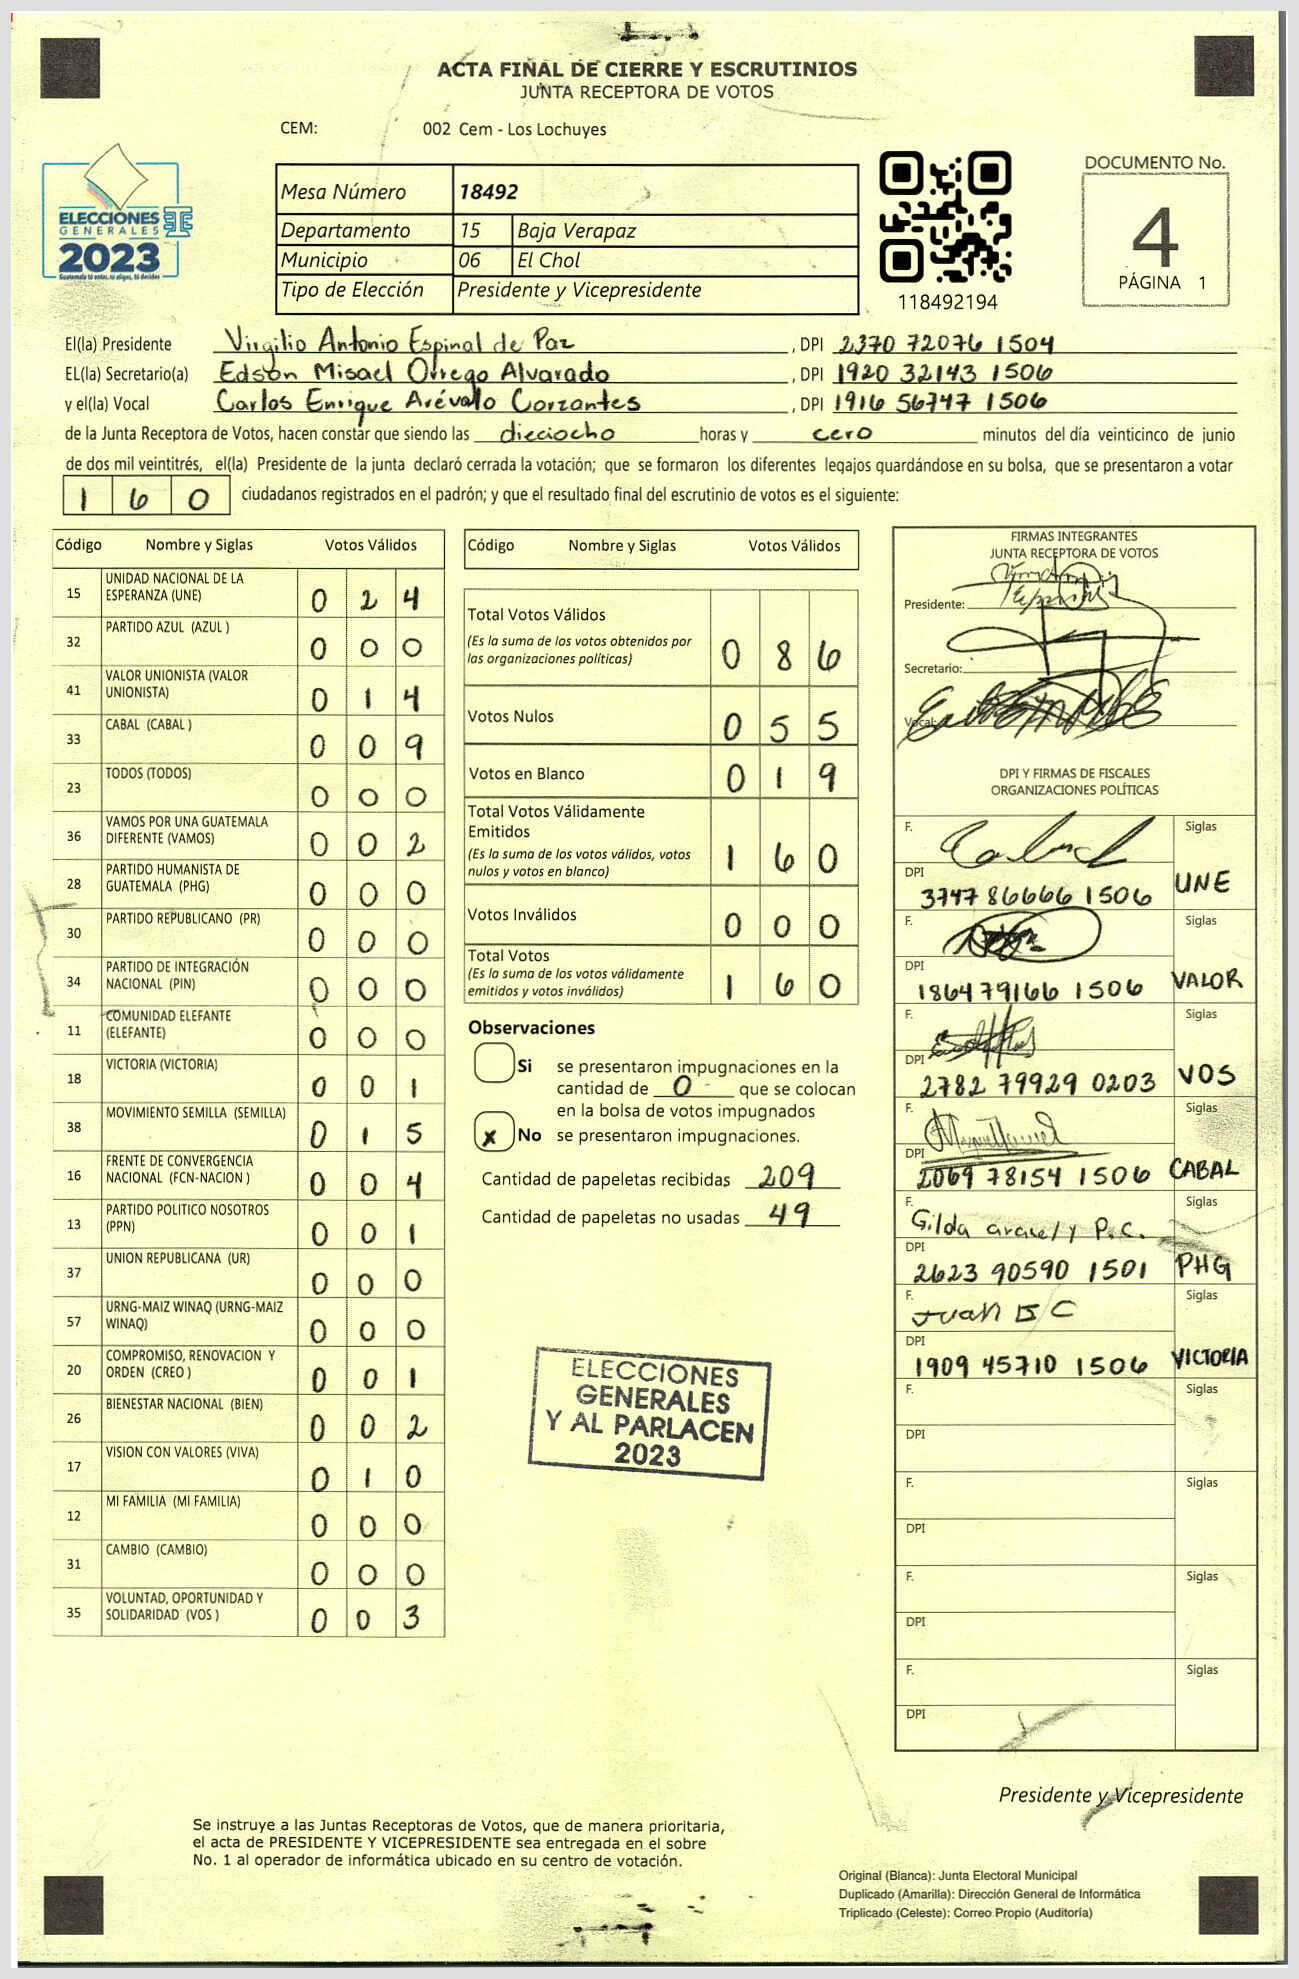 ACTA FINAL DE CIERRE Y ESCRUTINIOS
JUNTA RECEPTORA DE VOTOS
CEM: 002 Cem - Los Lochuyes
ELECCIONES
GENERALES
2023
Guatemala tú votas, tú eliges, tú decides
Mesa Número 18492
Departamento 15 Baja Verapaz
Municipio 06 El Chol
Tipo de Elección Presidente y Vicepresidente
118492194
DOCUMENTO No.
4
PÁGINA 1
El(la) Presidente Virgilio Antonio Espinal de Paz, DPI 2370 72076 1504
EL(la) Secretario(a) Edson Misael Orrego Alvarado, DPI 1920 32143 1506
y el(la) Vocal Carlos Enrique Arévalo Corzantes, DPI 1916 56747 1506
de la Junta Receptora de Votos, hacen constar que siendo las dieciocho horas y cero minutos del día veinticinco de junio
de dos mil veintitrés, el(la) Presidente de la junta declaró cerrada la votación; que se formaron los diferentes legajos guardándose en su bolsa, que se presentaron a votar
160 ciudadanos registrados en el padrón; y que el resultado final del escrutinio de votos es el siguiente:
Código Nombre y Siglas Votos Válidos
15 UNIDAD NACIONAL DE LA ESPERANZA (UNE) 0 2 4
32 PARTIDO AZUL (AZUL ) 0 0 0
41 VALOR UNIONISTA (VALOR UNIONISTA) 0 1 4
33 CABAL (CABAL ) 0 0 9
23 TODOS (TODOS) 0 0 0
36 VAMOS POR UNA GUATEMALA DIFERENTE (VAMOS) 0 0 2
28 PARTIDO HUMANISTA DE GUATEMALA (PHG) 0 0 0
30 PARTIDO REPUBLICANO (PR) 0 0 0
34 PARTIDO DE INTEGRACIÓN NACIONAL (PIN) 0 0 0
11 COMUNIDAD ELEFANTE (ELEFANTE) 0 0 0
18 VICTORIA (VICTORIA) 0 0 1
38 MOVIMIENTO SEMILLA (SEMILLA) 0 1 5
16 FRENTE DE CONVERGENCIA NACIONAL (FCN-NACION ) 0 0 4
13 PARTIDO POLITICO NOSOTROS (PPN) 0 0 1
37 UNION REPUBLICANA (UR) 0 0 0
57 URNG-MAIZ WINAQ (URNG-MAIZ WINAQ) 0 0 0
20 COMPROMISO, RENOVACION Y ORDEN (CREO ) 0 0 1
26 BIENESTAR NACIONAL (BIEN) 0 0 2
17 VISION CON VALORES (VIVA) 0 1 0
12 MI FAMILIA (MI FAMILIA) 0 0 0
31 CAMBIO (CAMBIO) 0 0 0
35 VOLUNTAD, OPORTUNIDAD Y SOLIDARIDAD (VOS ) 0 0 3
Código Nombre y Siglas Votos Válidos
Total Votos Válidos
(Es la suma de los votos obtenidos por las organizaciones políticas) 0 8 6
Votos Nulos 0 5 5
Votos en Blanco 0 1 9
Total Votos Válidamente Emitidos
(Es la suma de los votos válidos, votos nulos y votos en blanco) 1 6 0
Votos Inválidos 0 0 0
Total Votos
(Es la suma de los votos válidamente emitidos y votos inválidos) 1 6 0
Observaciones
Si se presentaron impugnaciones en la
cantidad de 0 que se colocan
en la bolsa de votos impugnados
x No se presentaron impugnaciones.
Cantidad de papeletas recibidas 209
Cantidad de papeletas no usadas 49
ELECCIONES
GENERALES
Y AL PARLACEN
2023
FIRMAS INTEGRANTES
JUNTA RECEPTORA DE VOTOS
Presidente:
Secretario:
Vocal:
DPI Y FIRMAS DE FISCALES
ORGANIZACIONES POLÍTICAS
F. Siglas
DPI 3747 86666 1506 UNE
F. Siglas
DPI 1864 79166 1506 VALOR
F. Siglas
DPI 2782 79929 0203 VOS
F. Siglas
DPI 2069 78154 1506 CABAL
F. Gilda aracely P.C. Siglas
DPI 2623 90590 1501 PHG
F. Juan B C Siglas
DPI 1909 45710 1506 VICTORIA
F. Siglas
DPI
F. Siglas
DPI
F. Siglas
DPI
F. Siglas
DPI
Presidente y Vicepresidente
Se instruye a las Juntas Receptoras de Votos, que de manera prioritaria,
el acta de PRESIDENTE Y VICEPRESIDENTE sea entregada en el sobre
No. 1 al operador de informática ubicado en su centro de votación.
Original (Blanca): Junta Electoral Municipal
Duplicado (Amarilla): Dirección General de Informática
Triplicado (Celeste): Correo Propio (Auditoría)